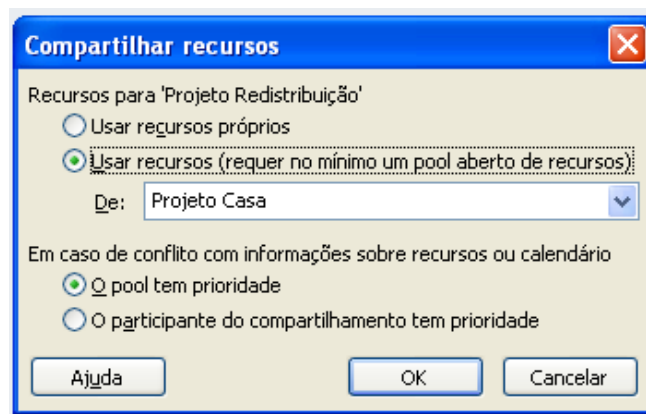 Compartilhar recursos
Recursos para 'Projeto Redistribuição'
Usar recursos próprios
Usar recursos (requer no mínimo um pool aberto de recursos)
De: Projeto Casa
Em caso de conflito com informações sobre recursos ou calendário
O pool tem prioridade
O participante do compartilhamento tem prioridade
Ajuda OK Cancelar